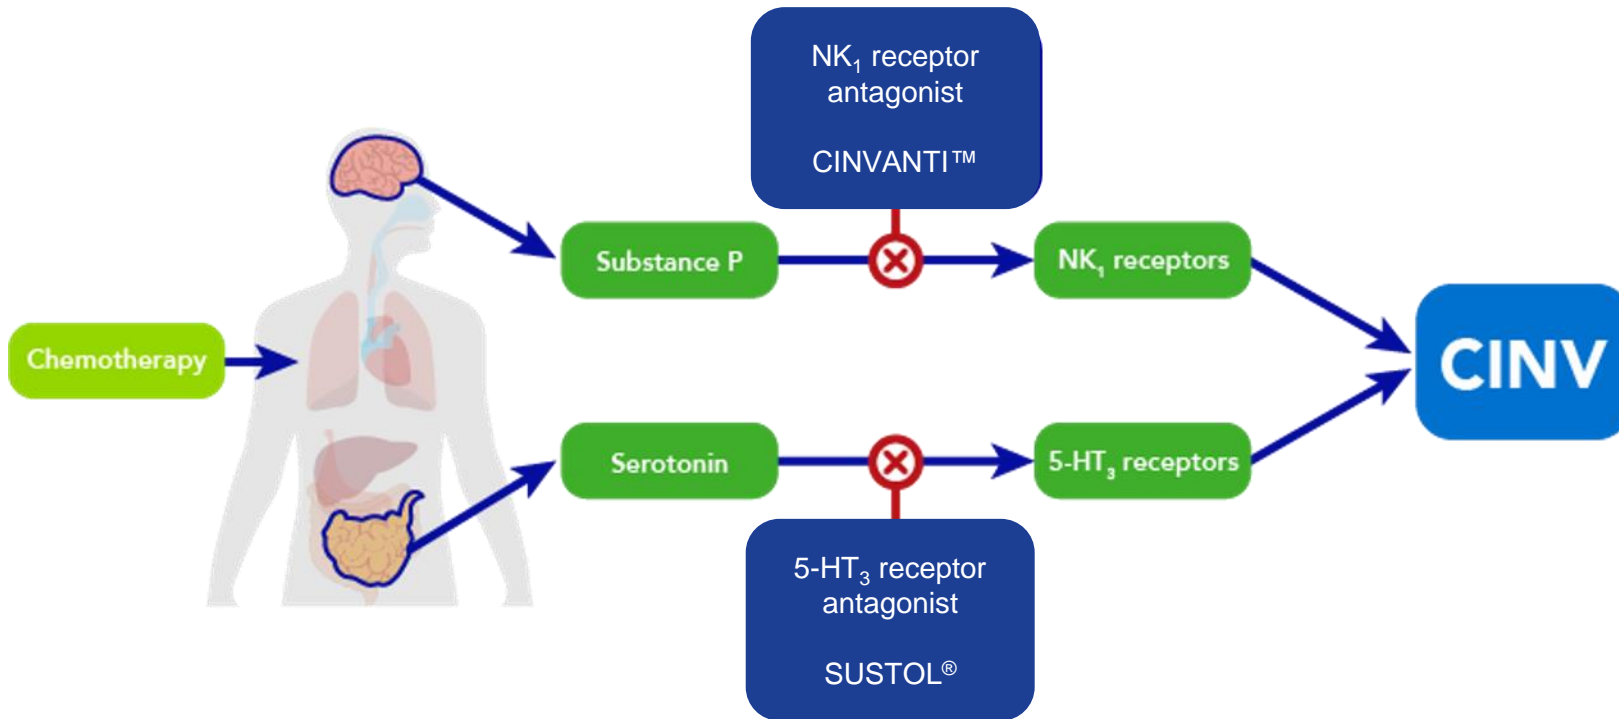 NK₁ receptor
antagonist
CINVANTI™
Substance P
NK₁ receptors
Chemotherapy
CINV
Serotonin
5-HT₃ receptors
5-HT₃ receptor
antagonist
SUSTOL®